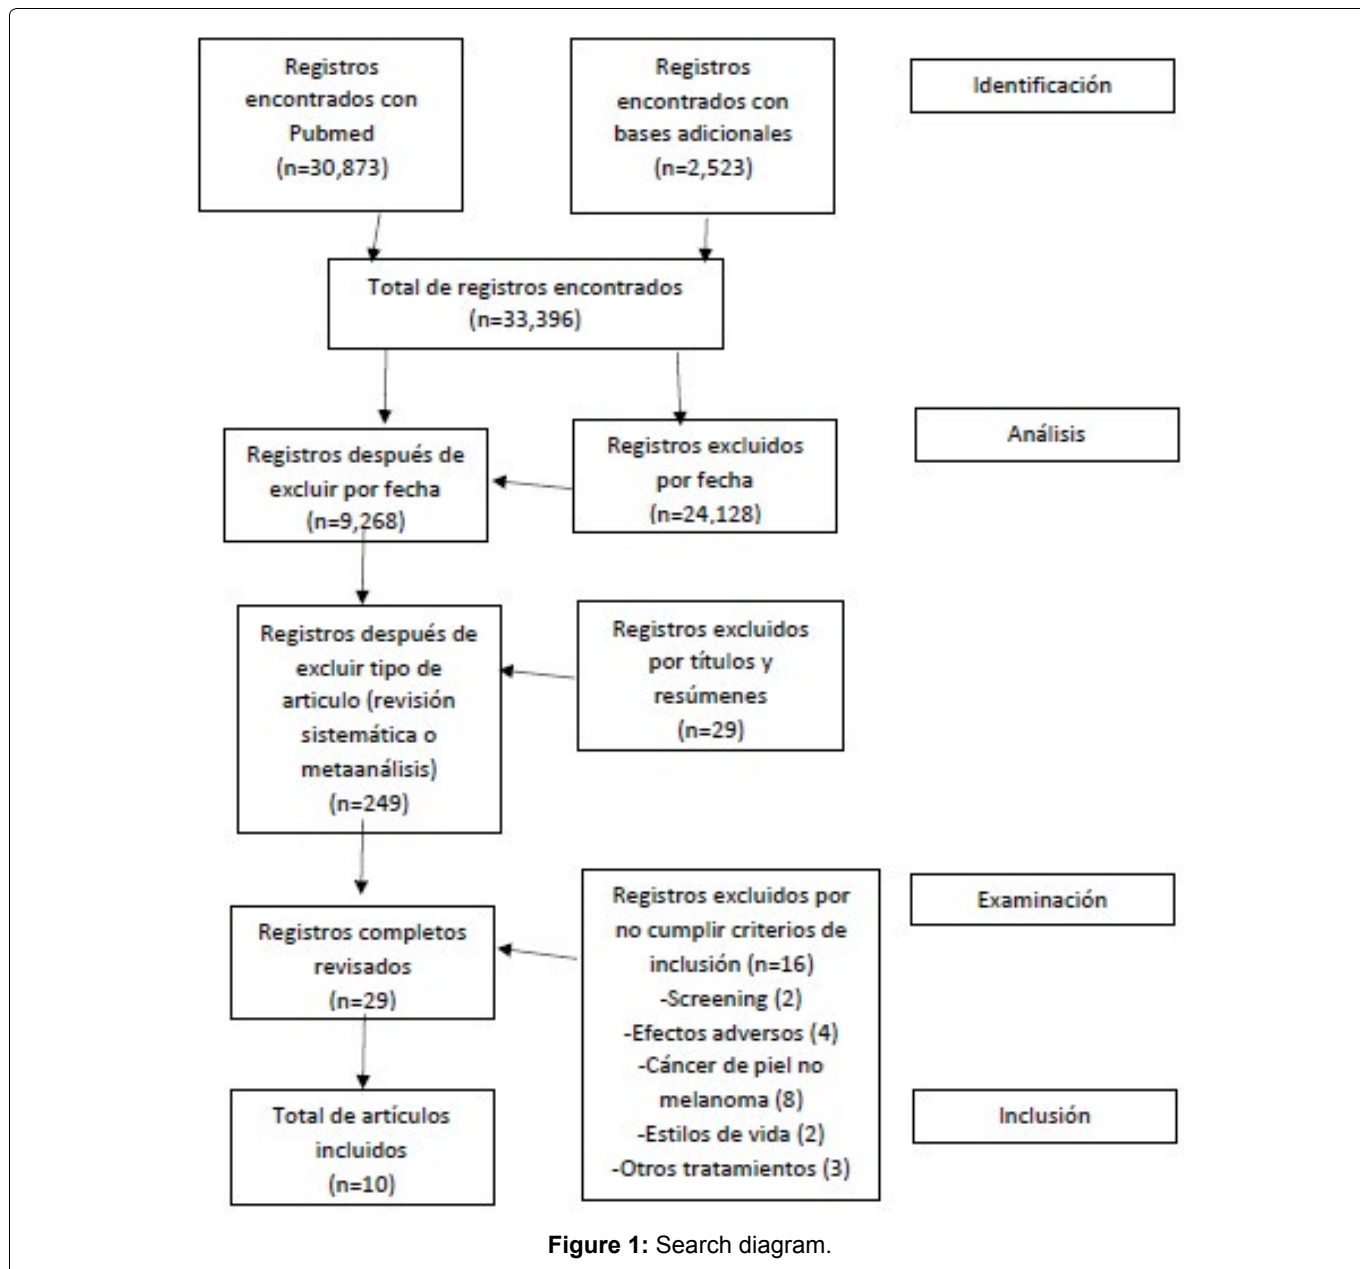 Registros
encontrados con
Pubmed
(n=30,873)
Registros
encontrados con
bases adicionales
(n=2,523)
Identificación
Total de registros encontrados
(n=33,396)
Registros después de
excluir por fecha
(n=9,268)
Registros excluidos
por fecha
(n=24,128)
Análisis
Registros después de
excluir tipo de
articulo (revisión
sistemática o
metaanálisis)
(n=249)
Registros excluidos
por títulos y
resúmenes
(n=29)
Registros completos
revisados
(n=29)
Registros excluidos por
no cumplir criterios de
inclusión (n=16)
-Screening (2)
-Efectos adversos (4)
-Cáncer de piel no
melanoma (8)
-Estilos de vida (2)
-Otros tratamientos (3)
Examinación
Total de artículos
incluidos
(n=10)
Inclusión
Figure 1: Search diagram.